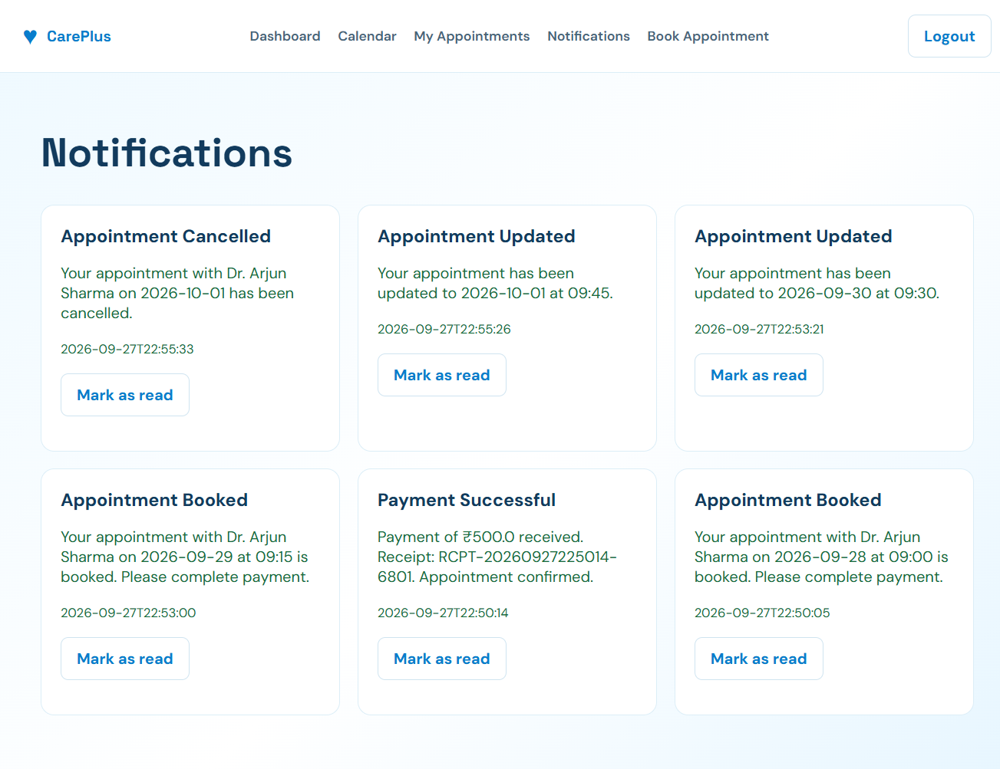 ♥ CarePlus
Dashboard
Calendar
My Appointments
Notifications
Book Appointment
Logout
Notifications
Appointment Cancelled
Your appointment with Dr. Arjun
Sharma on 2026-10-01 has been
cancelled.
2026-09-27T22:55:33
Mark as read
Appointment Updated
Your appointment has been
updated to 2026-10-01 at 09:45.
2026-09-27T22:55:26
Mark as read
Appointment Updated
Your appointment has been
updated to 2026-09-30 at 09:30.
2026-09-27T22:53:21
Mark as read
Appointment Booked
Your appointment with Dr. Arjun
Sharma on 2026-09-29 at 09:15 is
booked. Please complete payment.
2026-09-27T22:53:00
Mark as read
Payment Successful
Payment of ₹500.0 received.
Receipt: RCPT-20260927225014-
6801. Appointment confirmed.
2026-09-27T22:50:14
Mark as read
Appointment Booked
Your appointment with Dr. Arjun
Sharma on 2026-09-28 at 09:00 is
booked. Please complete payment.
2026-09-27T22:50:05
Mark as read